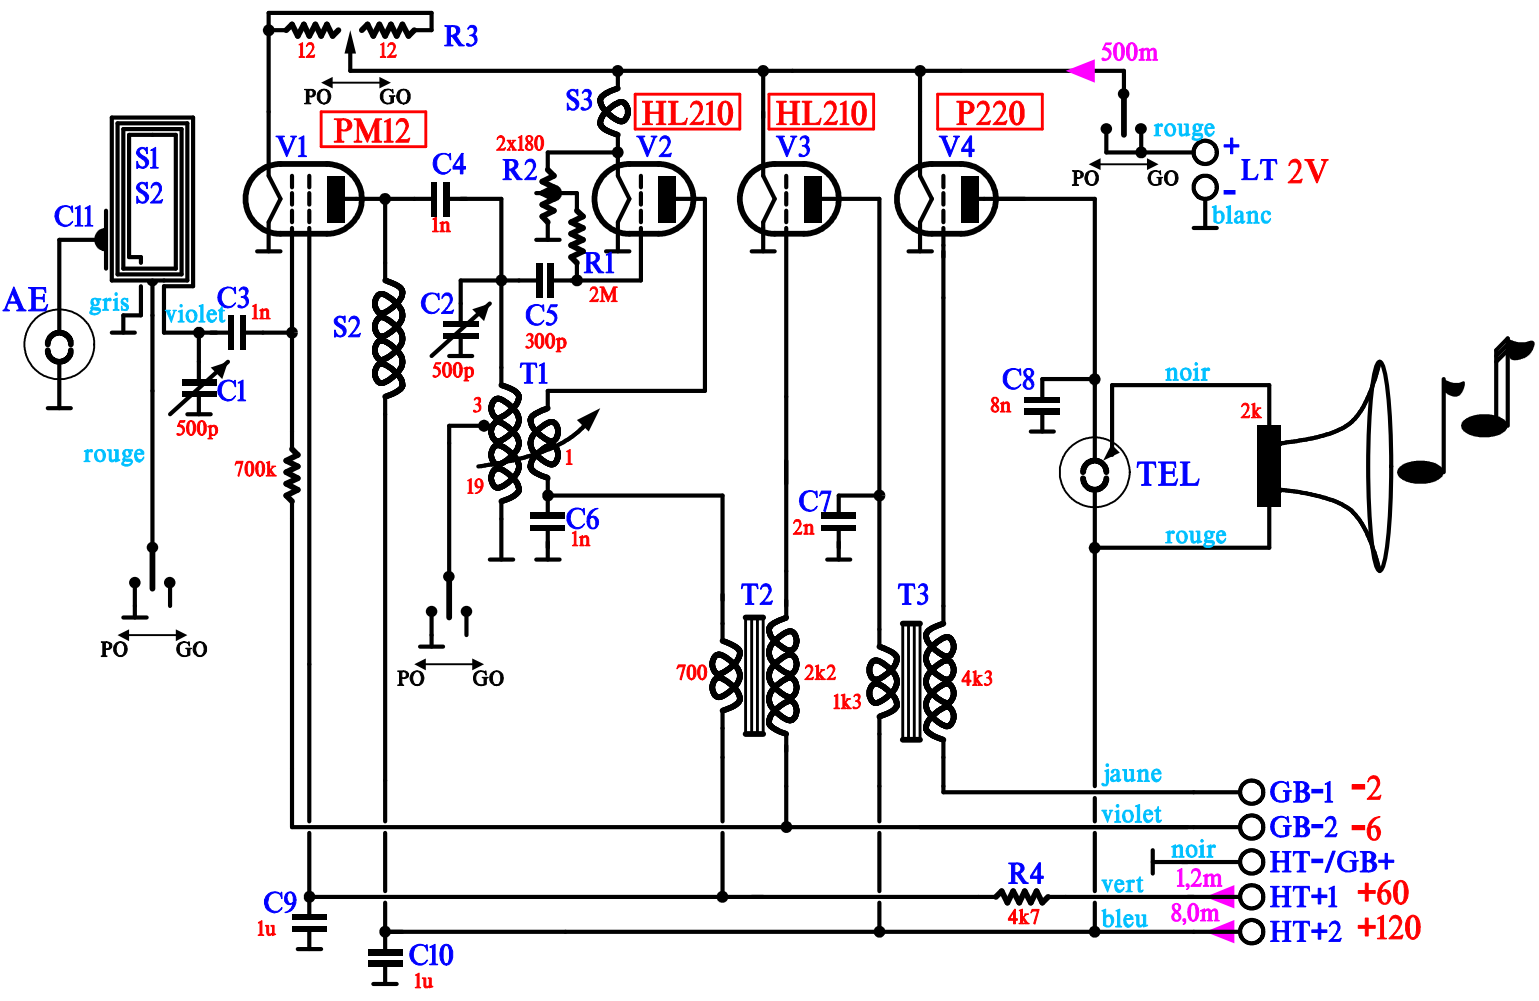 R3
12
12
PO
GO
500m
S3
HL210
HL210
P220
PM12
rouge
+
LT
2V
PO
GO
-
blanc
S1
S2
V1
2x180
C4
R2
V2
V3
V4
C11
1n
AE
gris
violet
C3
1n
R1
2M
C2
C5
300p
S2
500p
T1
C1
500p
3
19
1
rouge
700k
C8
8n
noir
2k
TEL
rouge
C6
1n
C7
2n
T2
T3
PO
GO
PO
GO
700
2k2
1k3
4k3
jaune
GB-1
-2
violet
GB-2
-6
noir
HT-/GB+
R4
4k7
vert
1,2m
HT+1
+60
C9
1u
bleu
8,0m
HT+2
+120
C10
1u